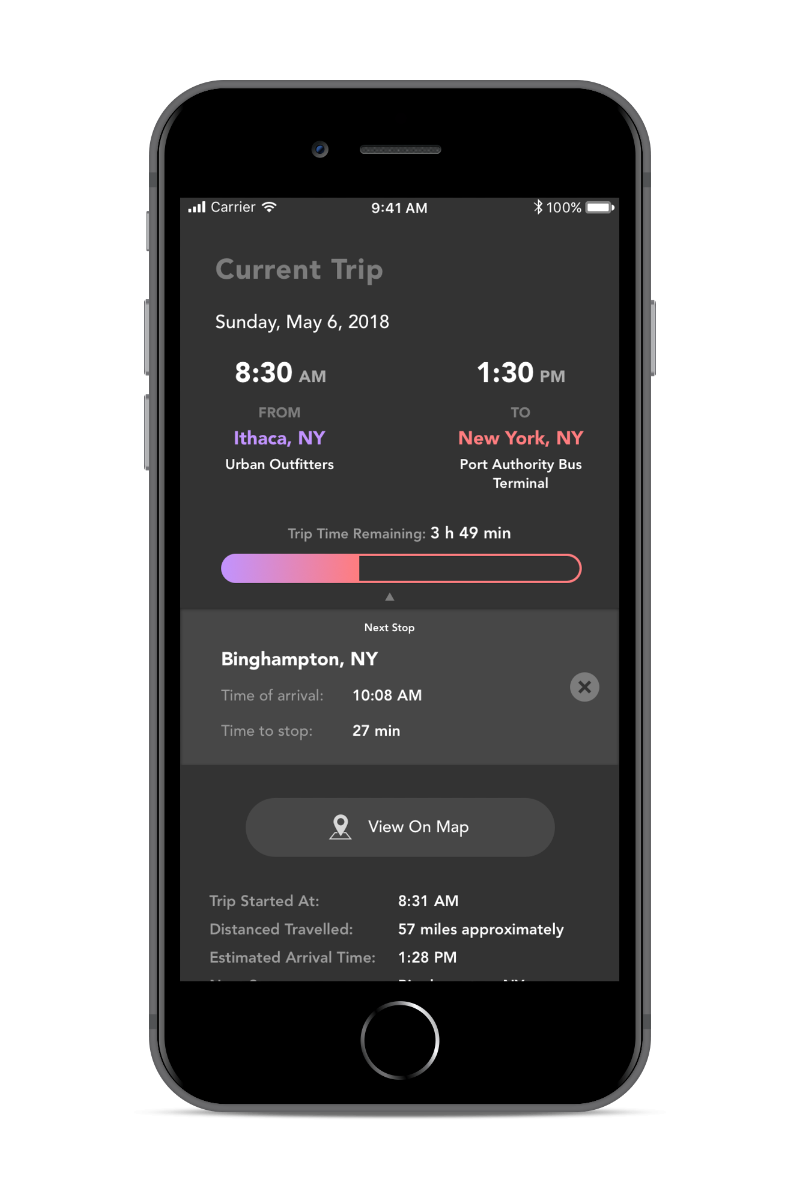 Carrier 9:41 AM 100%
Current Trip
Sunday, May 6, 2018
8:30 AM 1:30 PM
FROM TO
Ithaca, NY New York, NY
Urban Outfitters Port Authority Bus
Terminal
Trip Time Remaining: 3 h 49 min
Next Stop
Binghampton, NY
Time of arrival: 10:08 AM
Time to stop: 27 min
View On Map
Trip Started At: 8:31 AM
Distanced Travelled: 57 miles approximately
Estimated Arrival Time: 1:28 PM